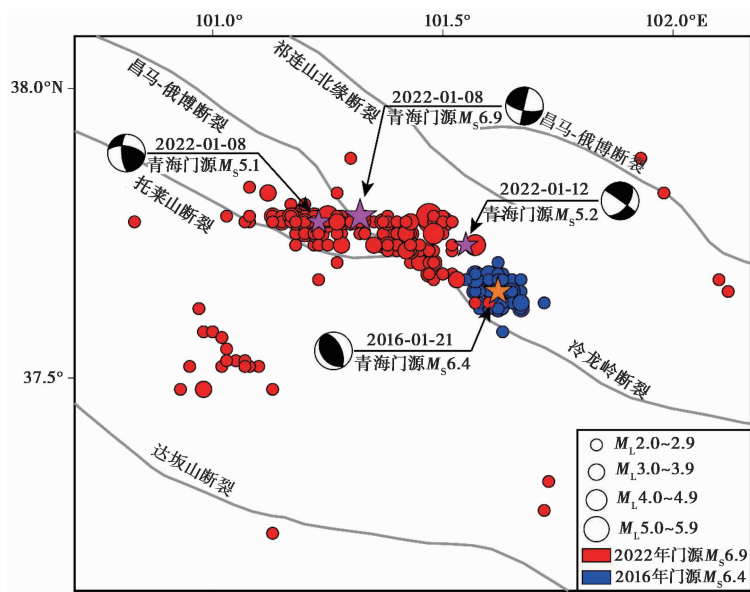 101.0°
101.5°
102.0°E
38.0°N
37.5°
昌马-俄博断裂
祁连山北缘断裂
2022-01-08
青海门源MS6.9
昌马-俄博断裂
2022-01-08
青海门源MS5.1
托莱山断裂
2022-01-12
青海门源MS5.2
2016-01-21
青海门源MS6.4
冷龙岭断裂
达坂山断裂
ML2.0~2.9
ML3.0~3.9
ML4.0~4.9
ML5.0~5.9
2022年门源MS6.9
2016年门源MS6.4